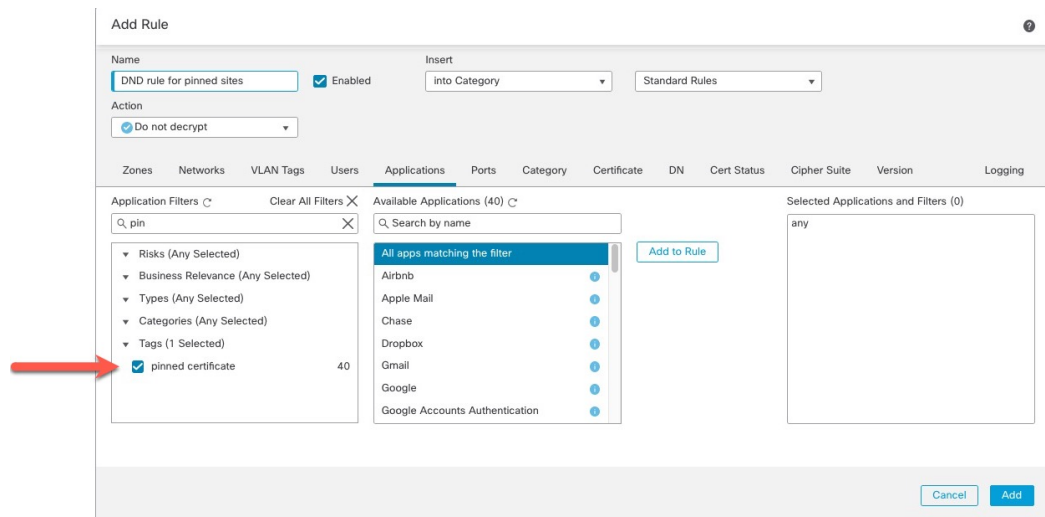 Add Rule
Name
Insert
DND rule for pinned sites
Enabled
into Category
Standard Rules
Action
Do not decrypt
Zones Networks VLAN Tags Users Applications Ports Category Certificate DN Cert Status Cipher Suite Version Logging
Application Filters
Clear All Filters
Available Applications (40)
Selected Applications and Filters (0)
pin
Search by name
any
Risks (Any Selected)
Business Relevance (Any Selected)
Types (Any Selected)
Categories (Any Selected)
Tags (1 Selected)
pinned certificate 40
All apps matching the filter
Airbnb
Apple Mail
Chase
Dropbox
Gmail
Google
Google Accounts Authentication
Add to Rule
Cancel
Add